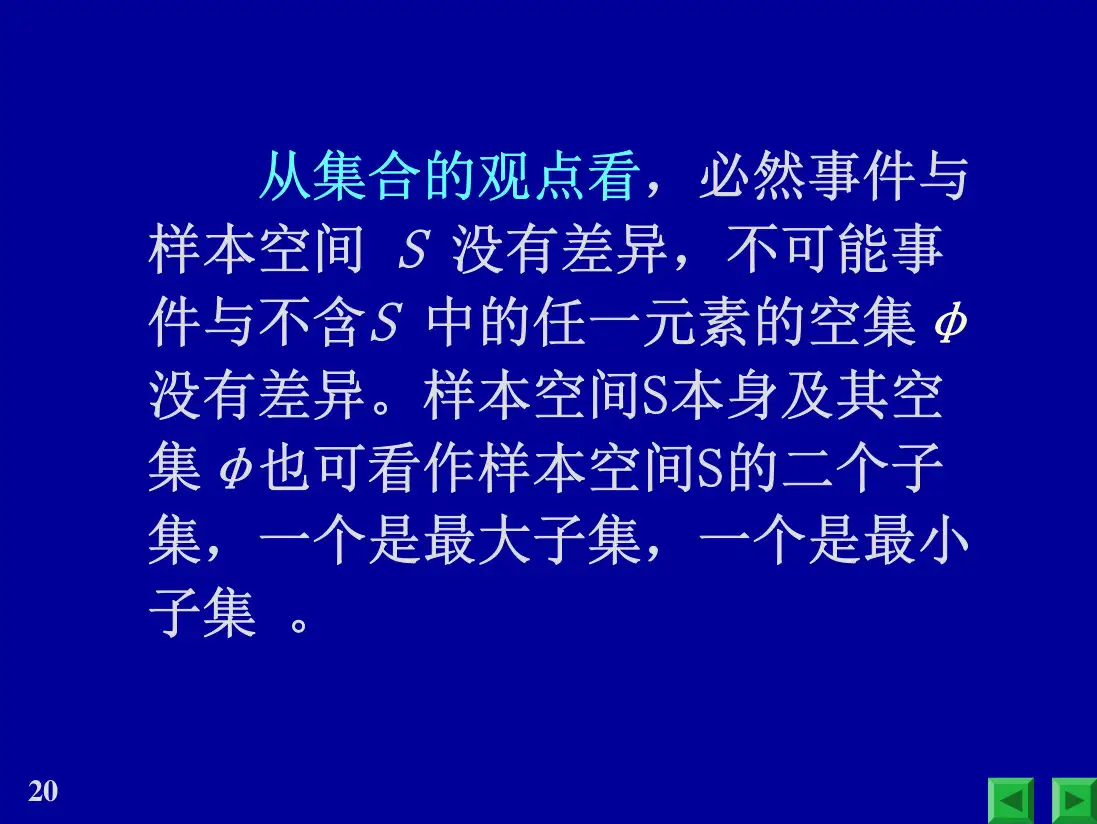 从集合的观点看，必然事件与
样本空间 S 没有差异，不可能事
件与不含S 中的任一元素的空集 Φ
没有差异。样本空间S本身及其空
集 Φ也可看作样本空间S的二个子
集，一个是最大子集，一个是最小
子集 。
20